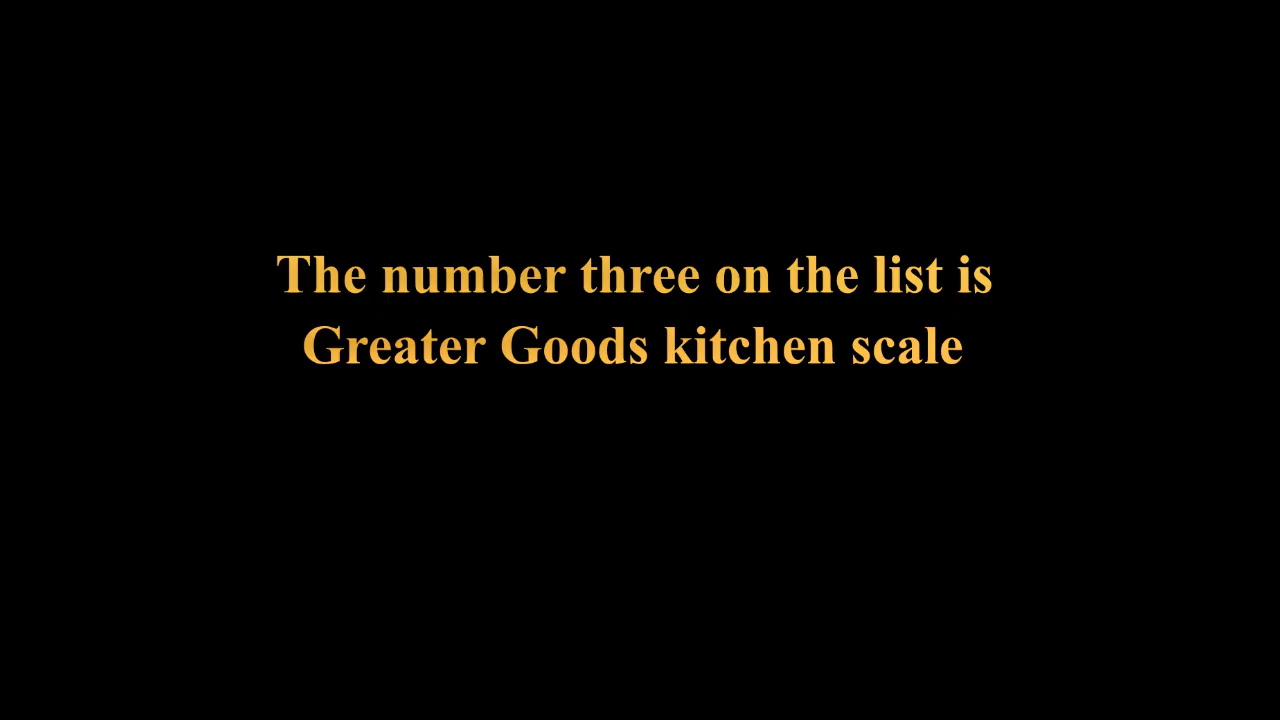 The number three on the list is
Greater Goods kitchen scale